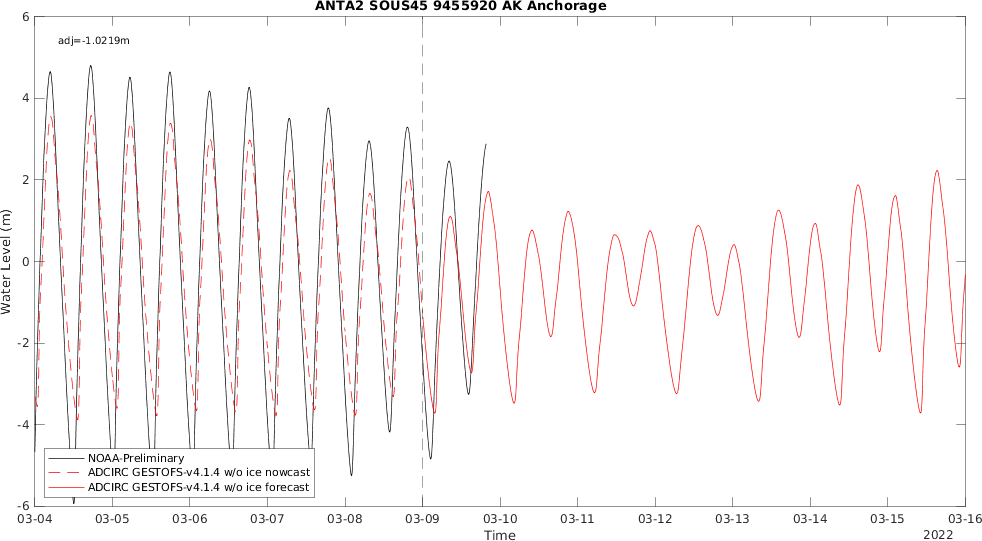 ANTA2 SOUS45 9455920 AK Anchorage
adj=-1.0219m
6
4
2
0
-2
-4
-6
Water Level (m)
NOAA-Preliminary
ADCIRC GESTOFS-v4.1.4 w/o ice nowcast
ADCIRC GESTOFS-v4.1.4 w/o ice forecast
03-04 03-05 03-06 03-07 03-08 03-09 03-10 03-11 03-12 03-13 03-14 03-15 03-16
Time
2022